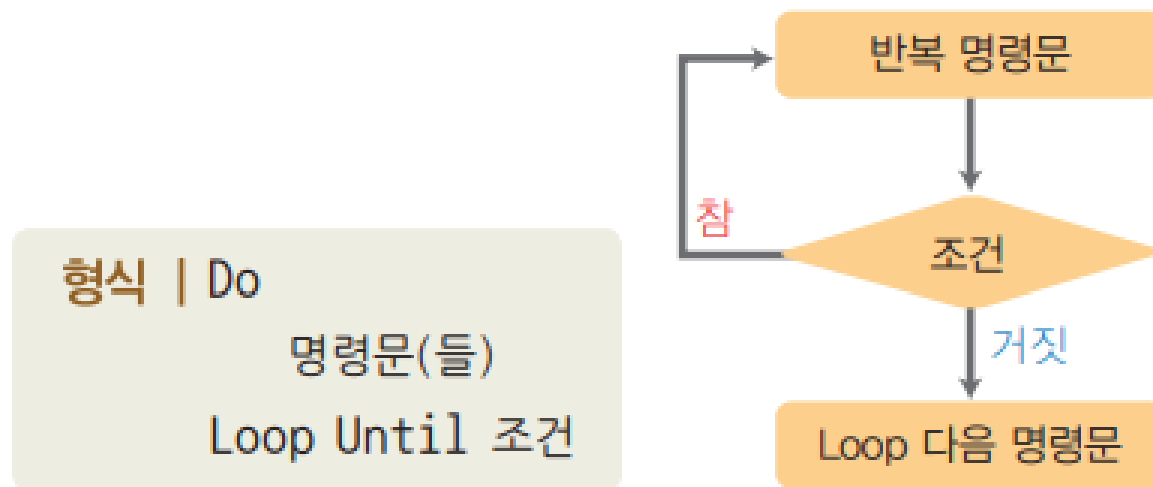 형식 | Do
명령문(들)
Loop Until 조건
반복 명령문
참
조건
거짓
Loop 다음 명령문